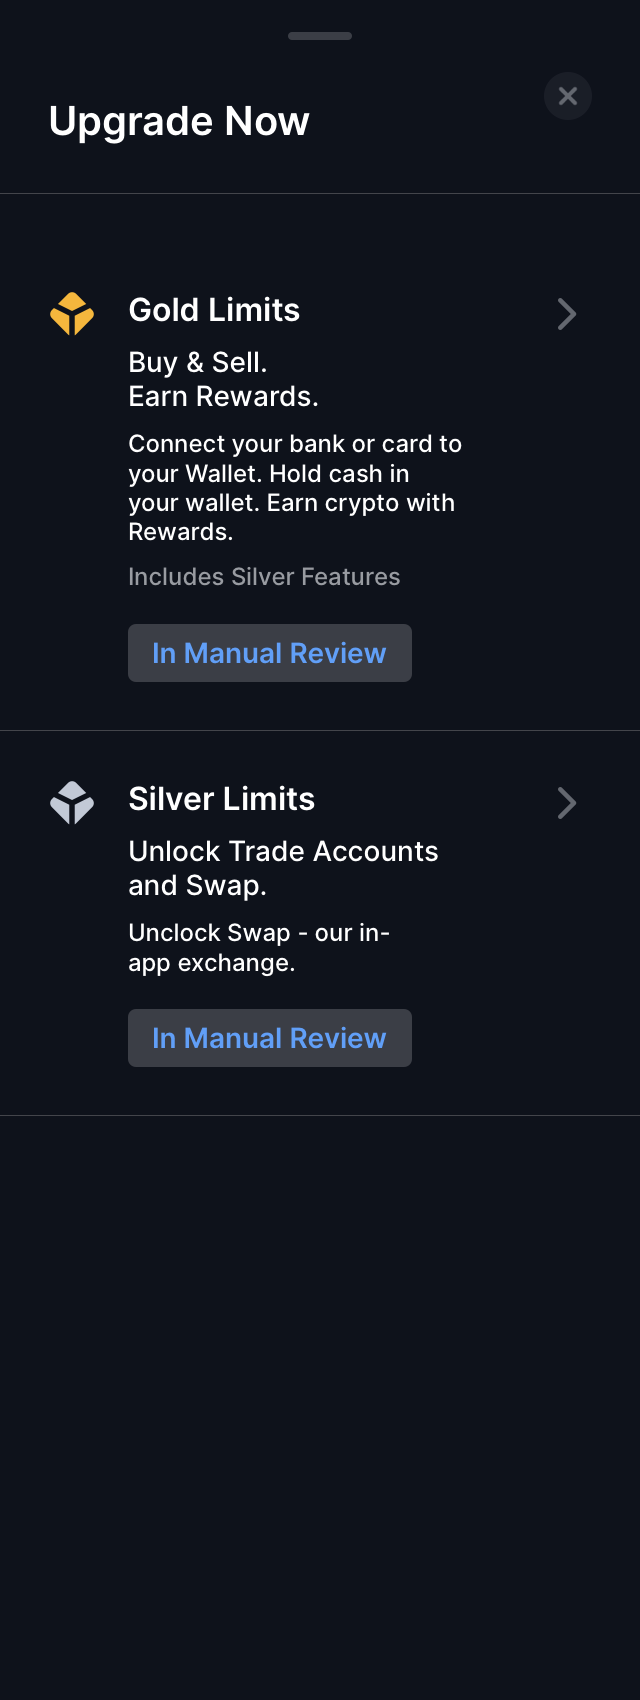 Upgrade Now
Gold Limits
Buy & Sell.
Earn Rewards.
Connect your bank or card to
your Wallet. Hold cash in
your wallet. Earn crypto with
Rewards.
Includes Silver Features
In Manual Review
Silver Limits
Unlock Trade Accounts
and Swap.
Unclock Swap - our in-
app exchange.
In Manual Review